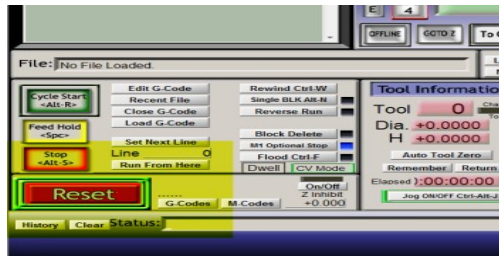 E 4
OFFLINE GOTO Z To
File: No File Loaded.
Cycle Start <Alt-R>
Feed Hold <Spc>
Stop <Alt-S>
Edit G-Code
Recent File
Close G-Code
Load G-Code
Set Next Line
Line 0
Run From Here
Rewind Ctrl-W
Single BLK Alt-N
Reverse Run
Block Delete
M1 Optional Stop
Flood Ctrl-F
Dwell CV Mode
Tool Informatio
Tool 0
Dia. +0.0000
H +0.0000
Auto Tool Zero
Remember Return
Elapsed 00:00:00
Jog ON/OFF Ctrl-Alt-J
Reset
......
G-Codes M-Codes
On/Off
Z Inhibit
+0.000
History Clear Status: